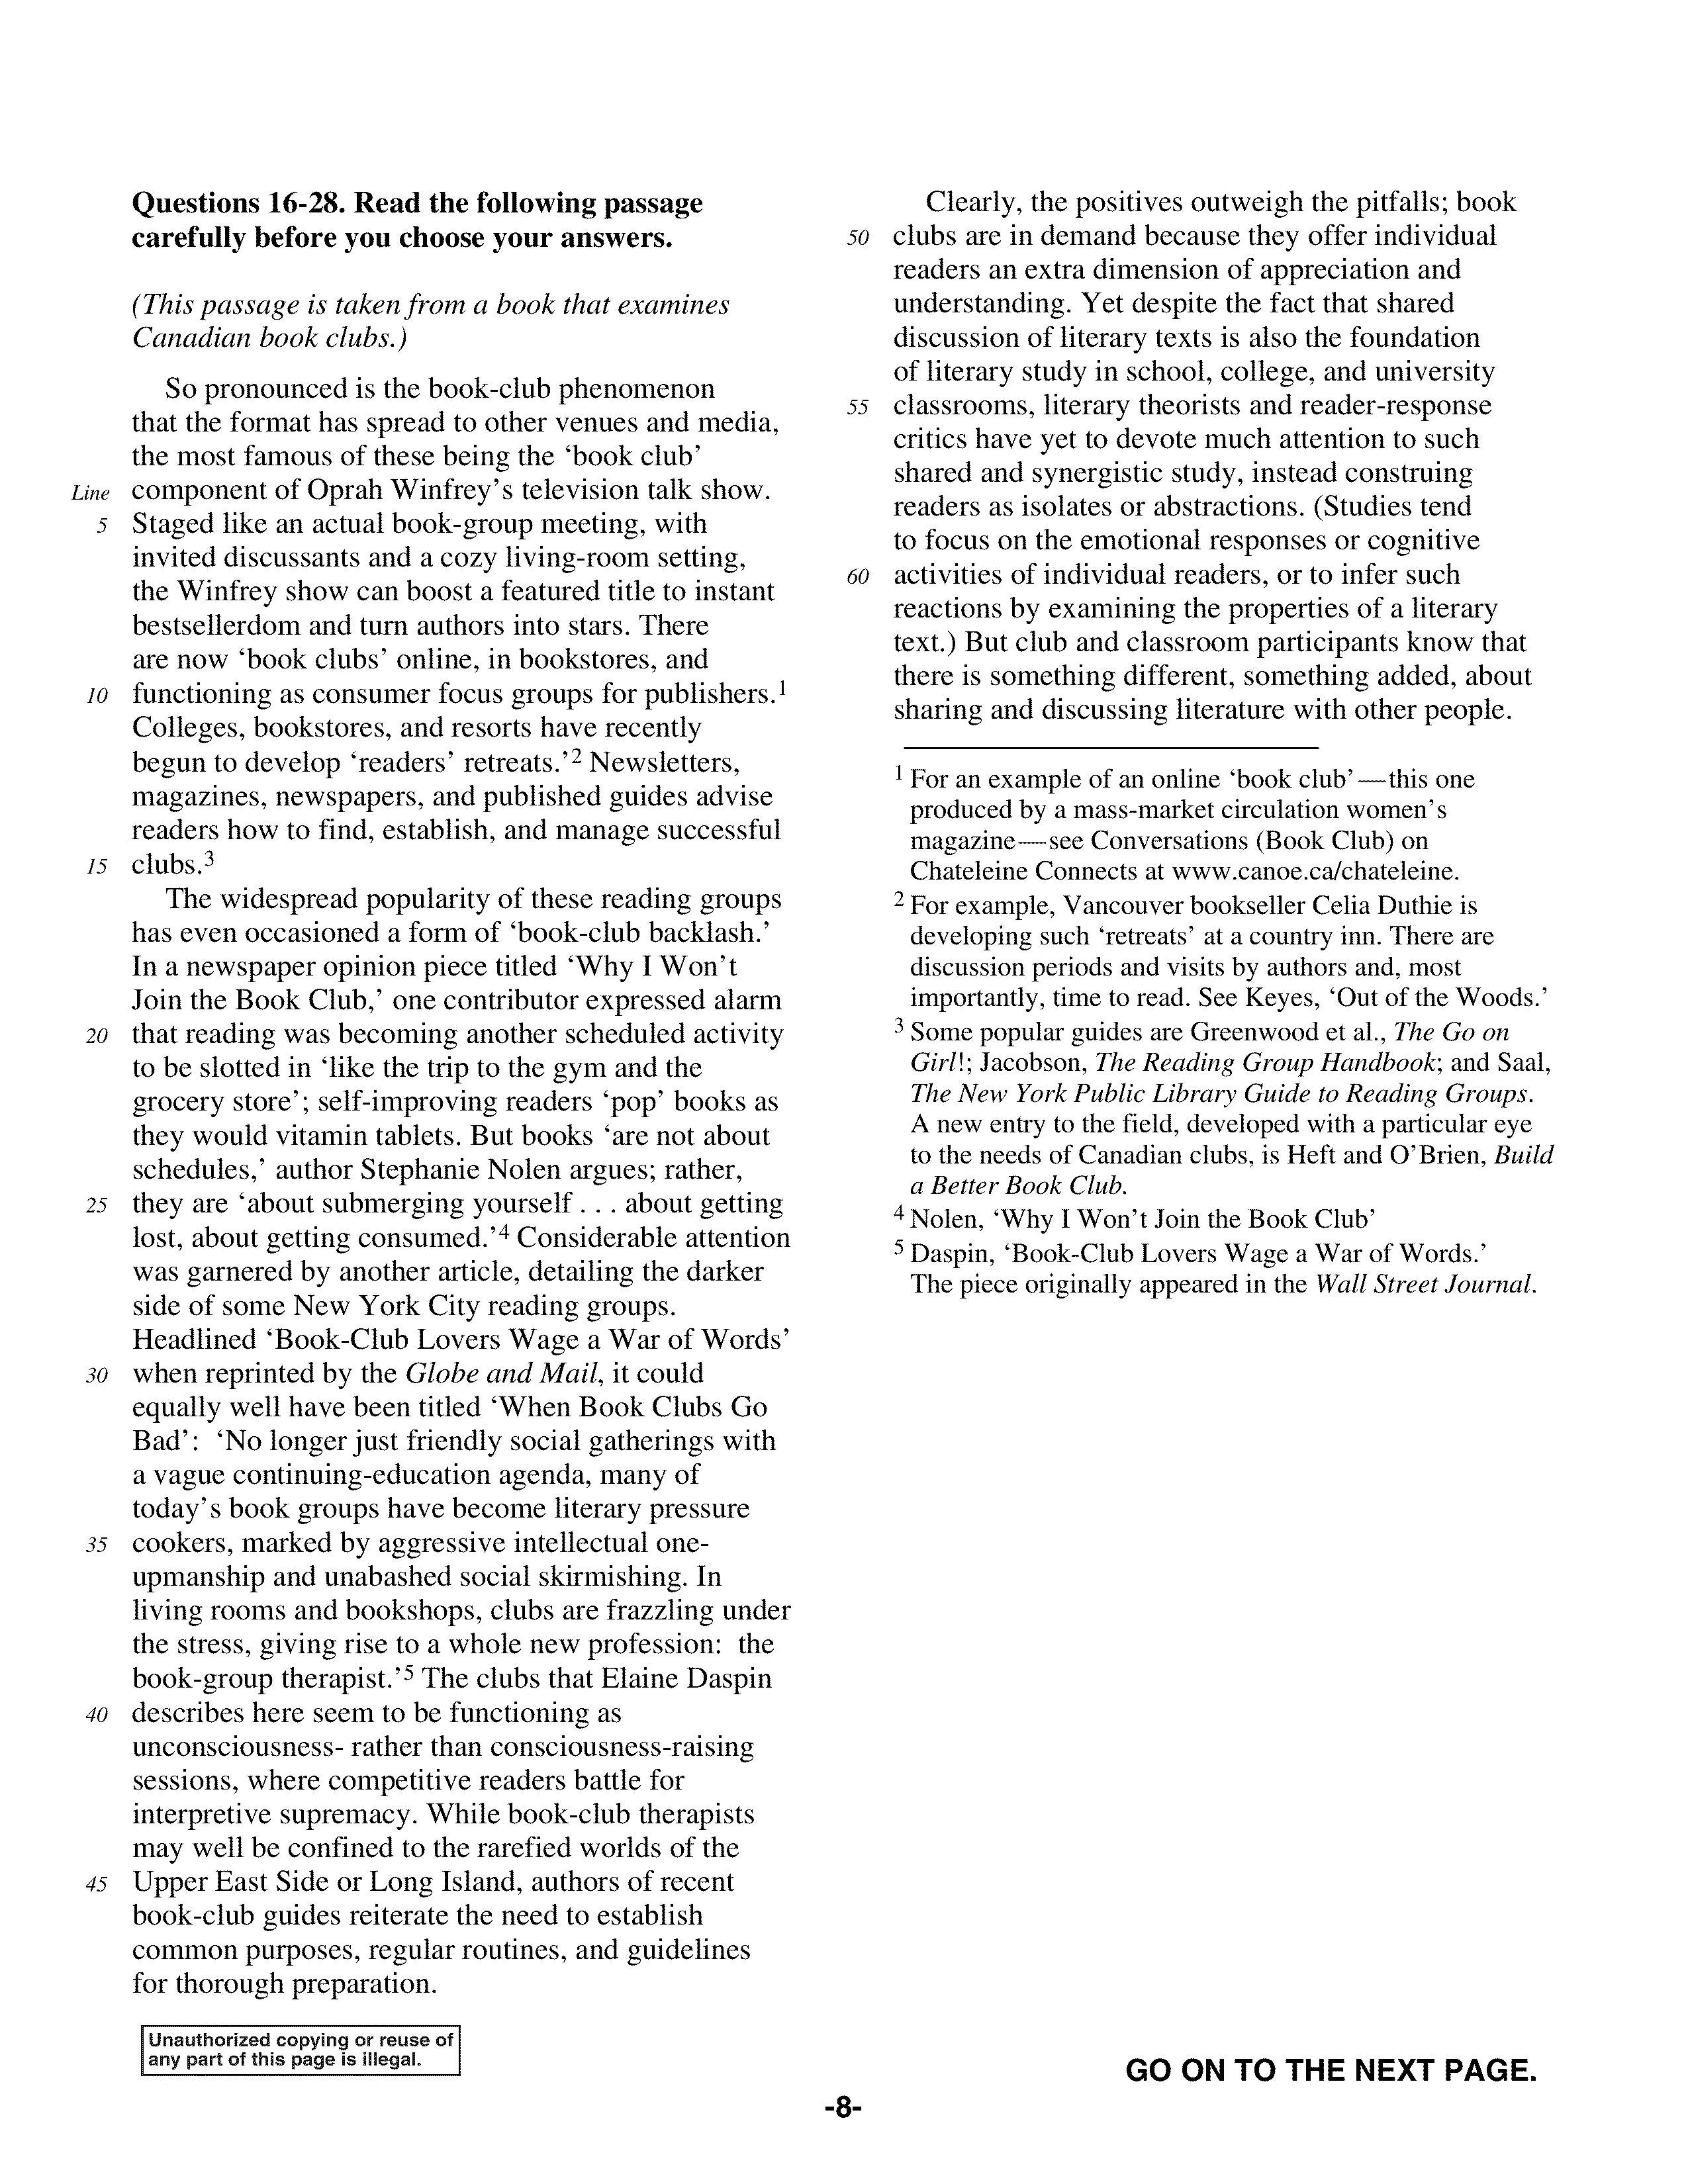 Questions 16-28. Read the following passage
carefully before you choose your answers.
(This passage is taken from a book that examines
Canadian book clubs.)
So pronounced is the book-club phenomenon
that the format has spread to other venues and media,
the most famous of these being the ‘book club’
Line component of Oprah Winfrey’s television talk show.
5 Staged like an actual book-group meeting, with
invited discussants and a cozy living-room setting,
the Winfrey show can boost a featured title to instant
bestsellerdom and turn authors into stars. There
are now ‘book clubs’ online, in bookstores, and
10 functioning as consumer focus groups for publishers.1
Colleges, bookstores, and resorts have recently
begun to develop ‘readers’ retreats.’2 Newsletters,
magazines, newspapers, and published guides advise
readers how to find, establish, and manage successful
15 clubs.3
The widespread popularity of these reading groups
has even occasioned a form of ‘book-club backlash.’
In a newspaper opinion piece titled ‘Why I Won’t
Join the Book Club,’ one contributor expressed alarm
20 that reading was becoming another scheduled activity
to be slotted in ‘like the trip to the gym and the
grocery store’; self-improving readers ‘pop’ books as
they would vitamin tablets. But books ‘are not about
schedules,’ author Stephanie Nolen argues; rather,
25 they are ‘about submerging yourself . . . about getting
lost, about getting consumed.’4 Considerable attention
was garnered by another article, detailing the darker
side of some New York City reading groups.
Headlined ‘Book-Club Lovers Wage a War of Words’
30 when reprinted by the Globe and Mail, it could
equally well have been titled ‘When Book Clubs Go
Bad’: ‘No longer just friendly social gatherings with
a vague continuing-education agenda, many of
today’s book groups have become literary pressure
35 cookers, marked by aggressive intellectual one-
upmanship and unabashed social skirmishing. In
living rooms and bookshops, clubs are frazzling under
the stress, giving rise to a whole new profession: the
book-group therapist.’5 The clubs that Elaine Daspin
40 describes here seem to be functioning as
unconsciousness- rather than consciousness-raising
sessions, where competitive readers battle for
interpretive supremacy. While book-club therapists
may well be confined to the rarefied worlds of the
45 Upper East Side or Long Island, authors of recent
book-club guides reiterate the need to establish
common purposes, regular routines, and guidelines
for thorough preparation.
Clearly, the positives outweigh the pitfalls; book
50 clubs are in demand because they offer individual
readers an extra dimension of appreciation and
understanding. Yet despite the fact that shared
discussion of literary texts is also the foundation
of literary study in school, college, and university
55 classrooms, literary theorists and reader-response
critics have yet to devote much attention to such
shared and synergistic study, instead construing
readers as isolates or abstractions. (Studies tend
to focus on the emotional responses or cognitive
60 activities of individual readers, or to infer such
reactions by examining the properties of a literary
text.) But club and classroom participants know that
there is something different, something added, about
sharing and discussing literature with other people.
1 For an example of an online ‘book club’—this one
produced by a mass-market circulation women’s
magazine—see Conversations (Book Club) on
Chateleine Connects at www.canoe.ca/chateleine.
2 For example, Vancouver bookseller Celia Duthie is
developing such ‘retreats’ at a country inn. There are
discussion periods and visits by authors and, most
importantly, time to read. See Keyes, ‘Out of the Woods.’
3 Some popular guides are Greenwood et al., The Go on
Girl!; Jacobson, The Reading Group Handbook; and Saal,
The New York Public Library Guide to Reading Groups.
A new entry to the field, developed with a particular eye
to the needs of Canadian clubs, is Heft and O’Brien, Build
a Better Book Club.
4 Nolen, ‘Why I Won’t Join the Book Club’
5 Daspin, ‘Book-Club Lovers Wage a War of Words.’
The piece originally appeared in the Wall Street Journal.
Unauthorized copying or reuse of
any part of this page is illegal.
GO ON TO THE NEXT PAGE.
-8-